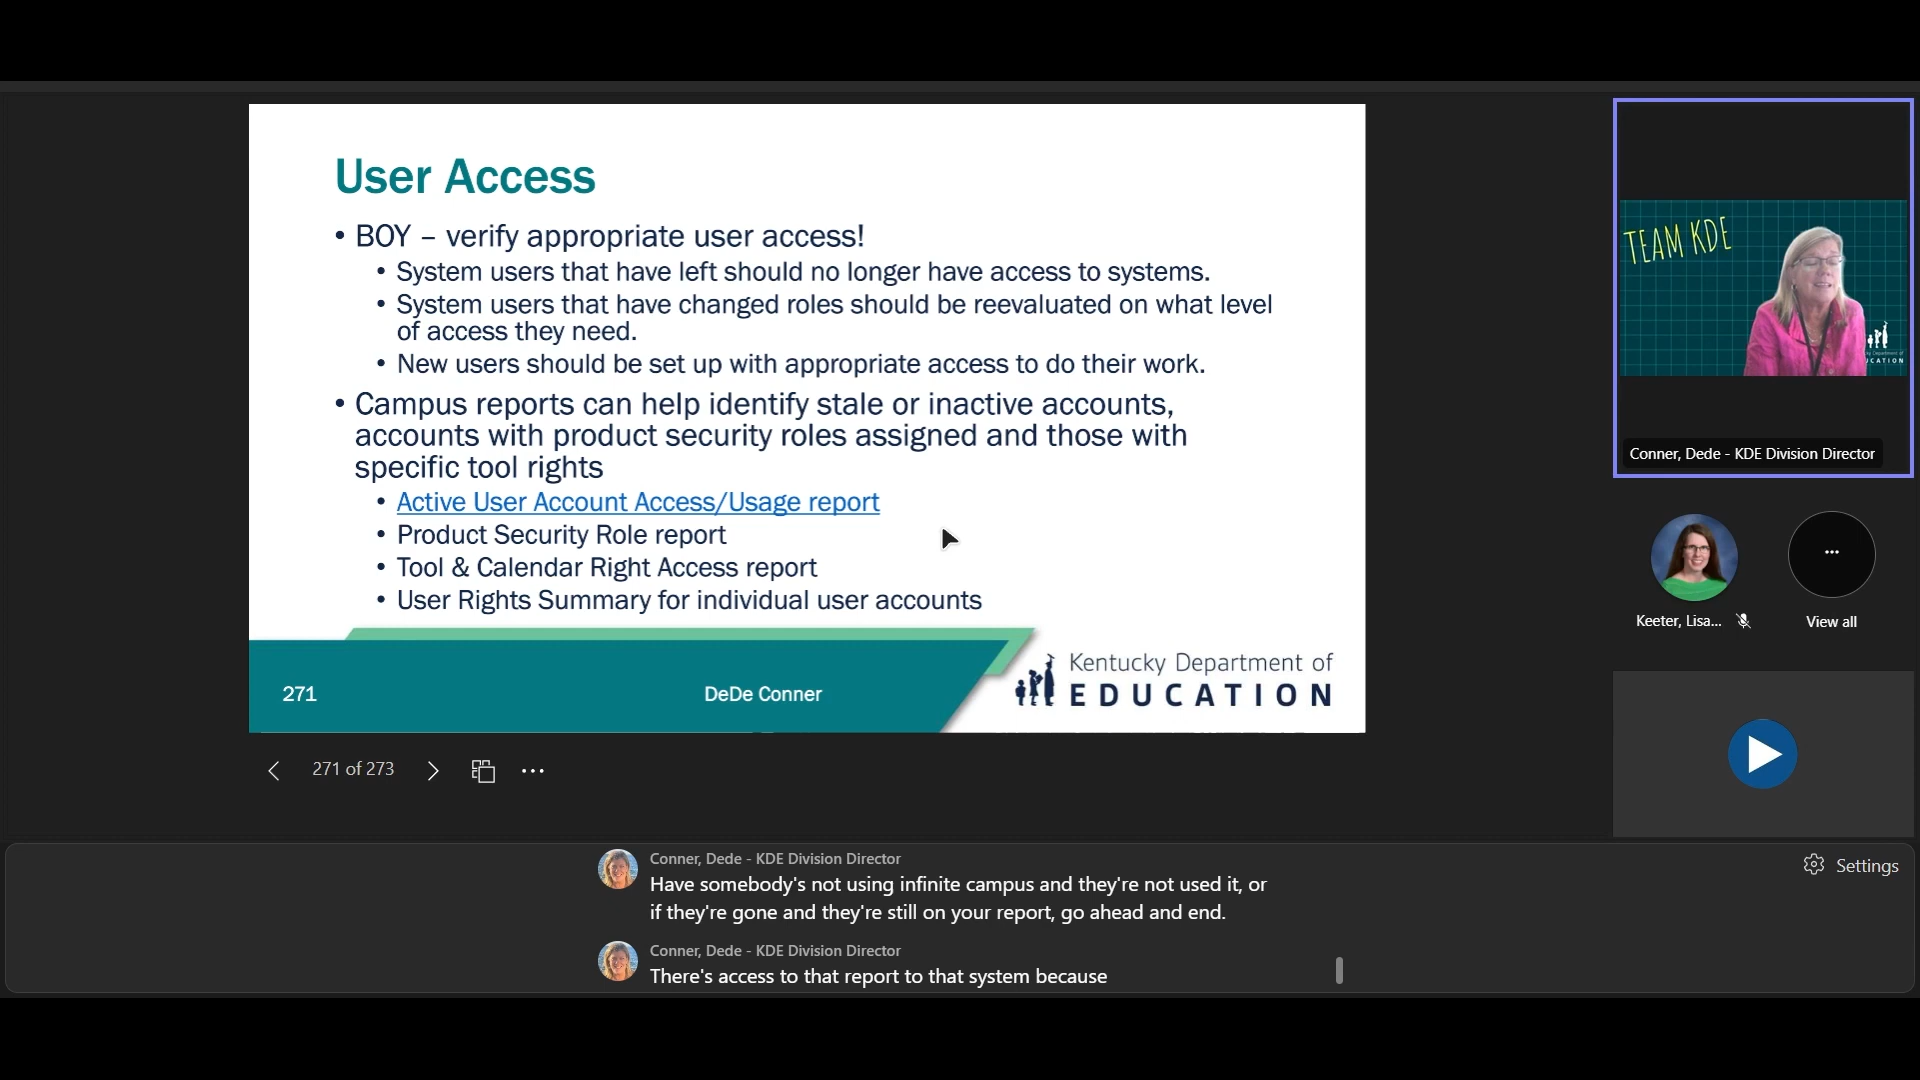 User Access
• BOY – verify appropriate user access!
• System users that have left should no longer have access to systems.
• System users that have changed roles should be reevaluated on what level
of access they need.
• New users should be set up with appropriate access to do their work.
• Campus reports can help identify stale or inactive accounts,
accounts with product security roles assigned and those with
specific tool rights
• Active User Account Access/Usage report
• Product Security Role report
• Tool & Calendar Right Access report
• User Rights Summary for individual user accounts
271
DeDe Conner
Kentucky Department of
EDUCATION
271 of 273
TEAM KDE
Conner, Dede - KDE Division Director
Keeter, Lisa...
View all
Conner, Dede - KDE Division Director
Have somebody's not using infinite campus and they're not used it, or
if they're gone and they're still on your report, go ahead and end.
Conner, Dede - KDE Division Director
There's access to that report to that system because
Settings